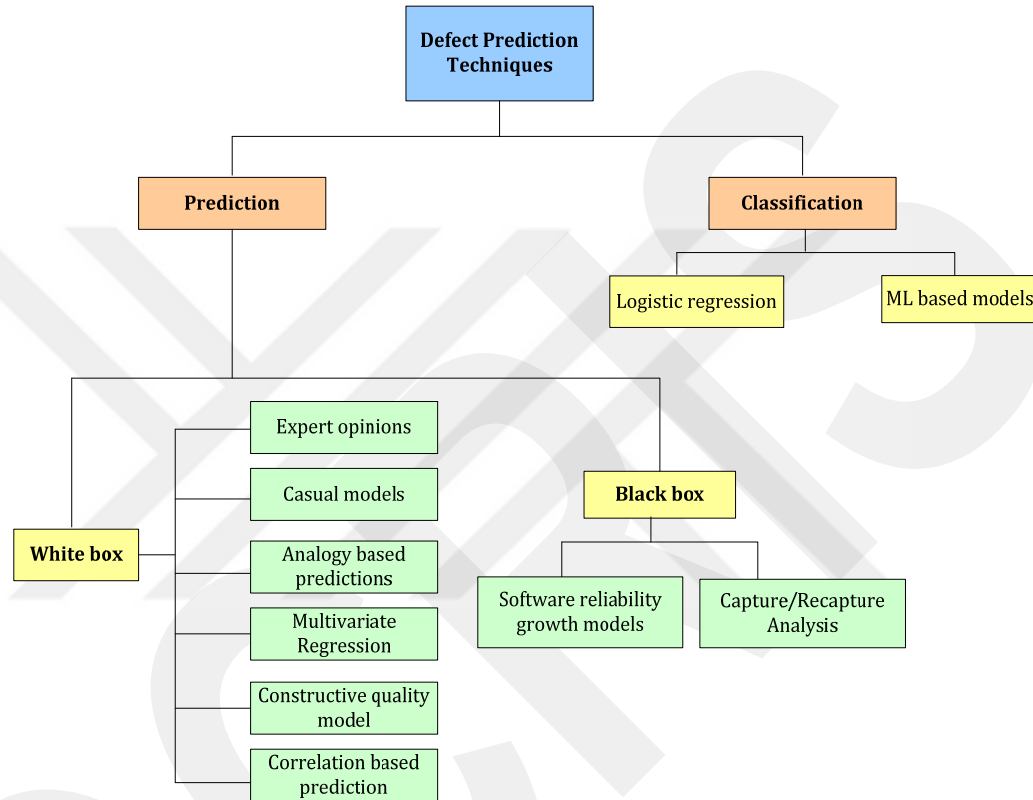 Defect Prediction
Techniques
Prediction
Classification
Logistic regression
ML based models
Expert opinions
Casual models
Analogy based
predictions
Multivariate
Regression
Constructive quality
model
Correlation based
prediction
White box
Black box
Software reliability
growth models
Capture/Recapture
Analysis